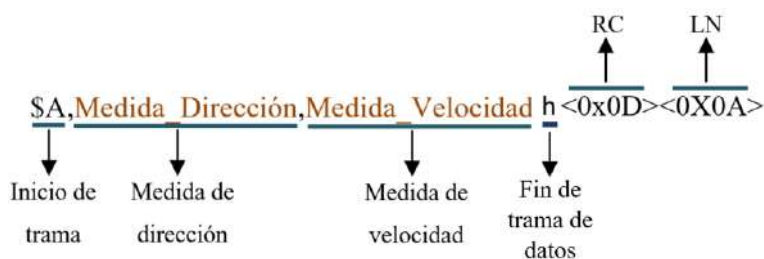 RC LN
$A,Medida_Dirección,Medida_Velocidad h<0x0D><0X0A>
Inicio de trama
Medida de dirección
Medida de velocidad
Fin de trama de datos